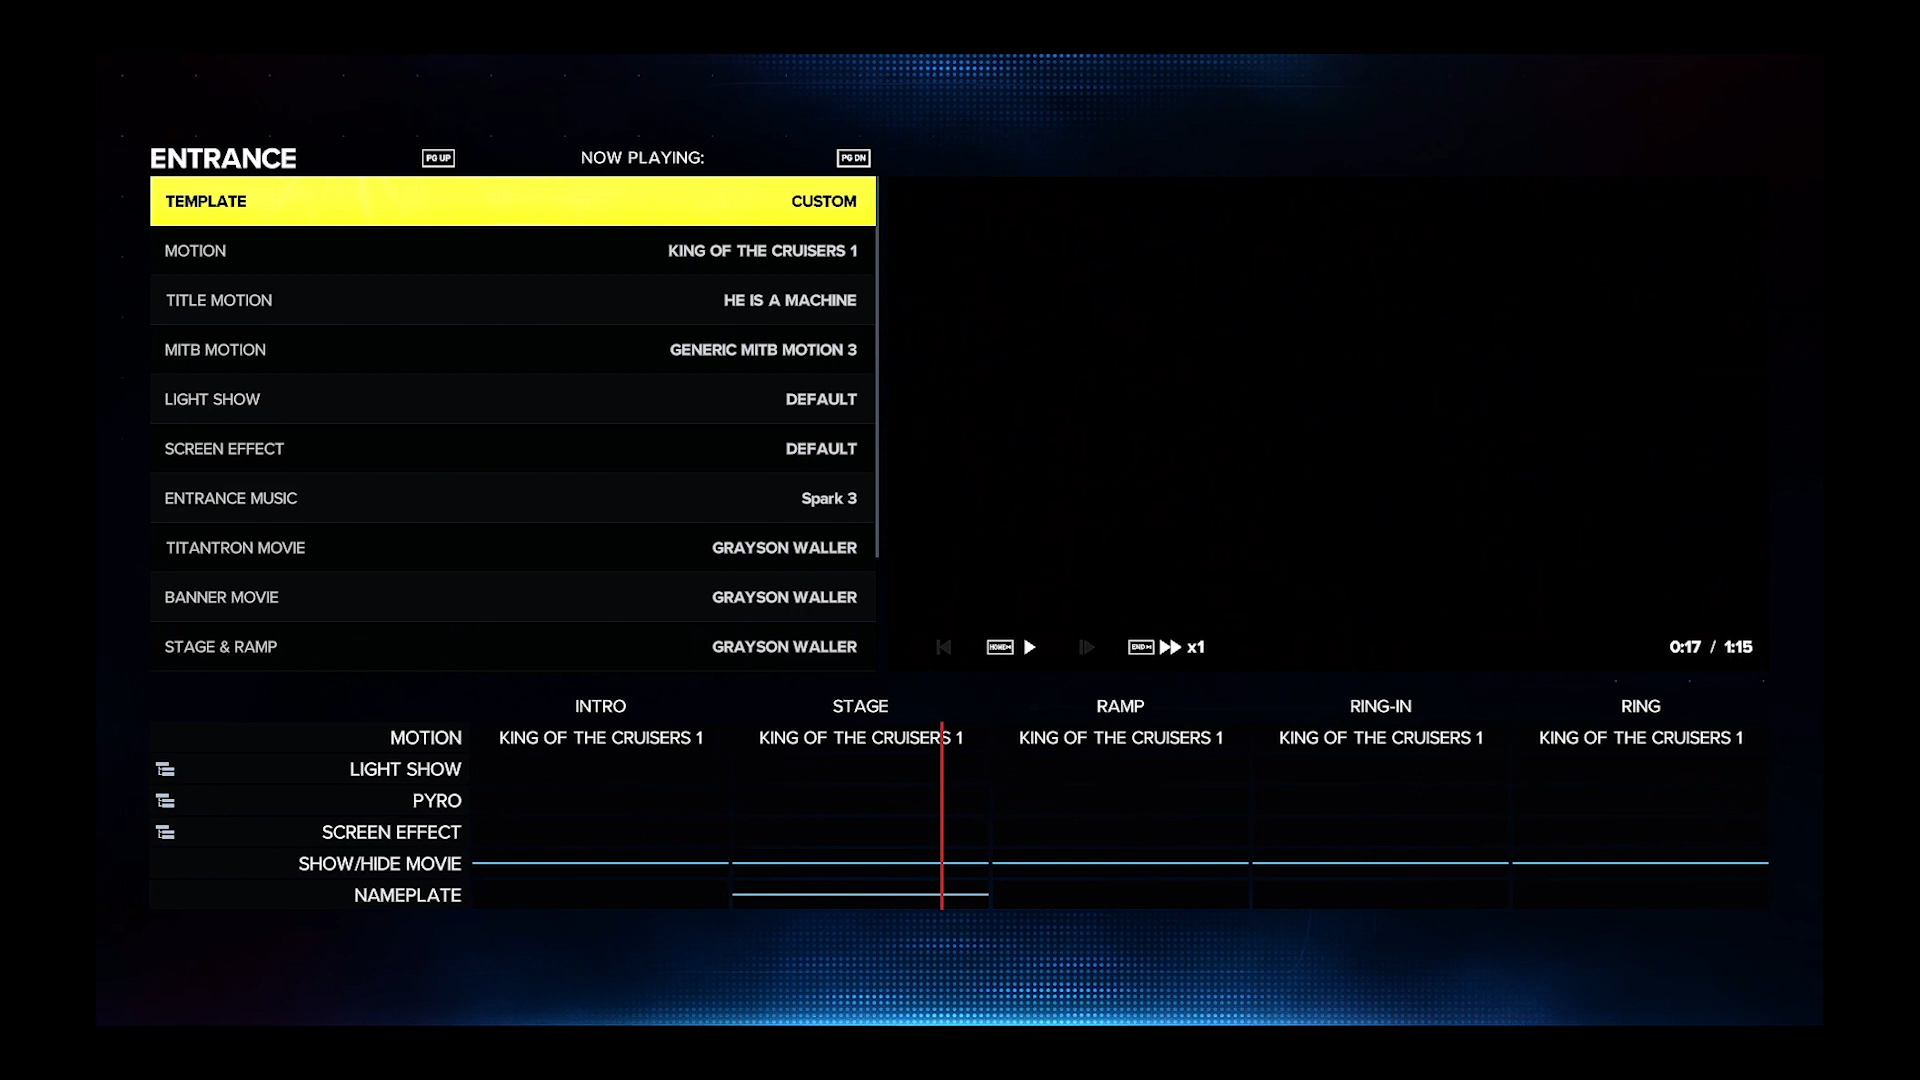 ENTRANCE PG UP NOW PLAYING: PG DN
TEMPLATE CUSTOM
MOTION KING OF THE CRUISERS 1
TITLE MOTION HE IS A MACHINE
MITB MOTION GENERIC MITB MOTION 3
LIGHT SHOW DEFAULT
SCREEN EFFECT DEFAULT
ENTRANCE MUSIC Spark 3
TITANTRON MOVIE GRAYSON WALLER
BANNER MOVIE GRAYSON WALLER
STAGE & RAMP GRAYSON WALLER
HOME END x1 0:17 / 1:15
INTRO STAGE RAMP RING-IN RING
MOTION KING OF THE CRUISERS 1 KING OF THE CRUISERS 1 KING OF THE CRUISERS 1 KING OF THE CRUISERS 1 KING OF THE CRUISERS 1
LIGHT SHOW
PYRO
SCREEN EFFECT
SHOW/HIDE MOVIE
NAMEPLATE